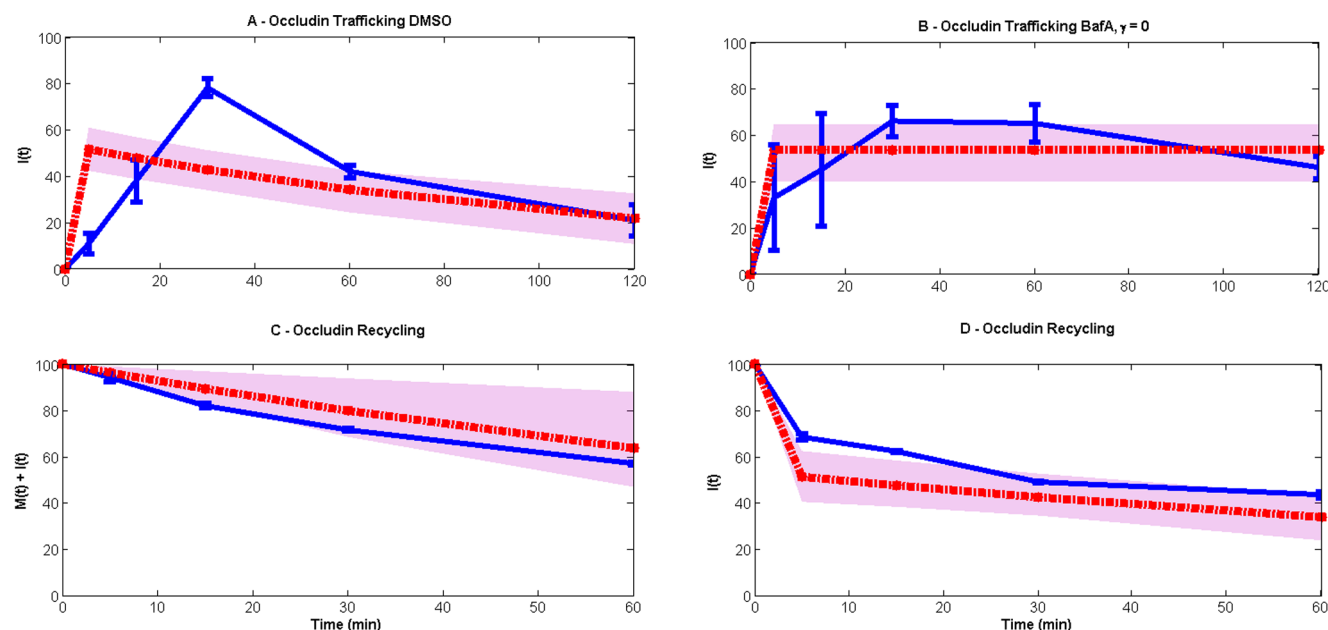 A - Occludin Trafficking DMSO
100
80
60
40
20
0
I(t)
0 20 40 60 80 100 120
B - Occludin Trafficking BafA, γ = 0
100
80
60
40
20
0
I(t)
0 20 40 60 80 100 120
C - Occludin Recycling
100
80
60
40
20
0
M(t) + I(t)
0 10 20 30 40 50 60
Time (min)
D - Occludin Recycling
100
80
60
40
20
0
I(t)
0 10 20 30 40 50 60
Time (min)